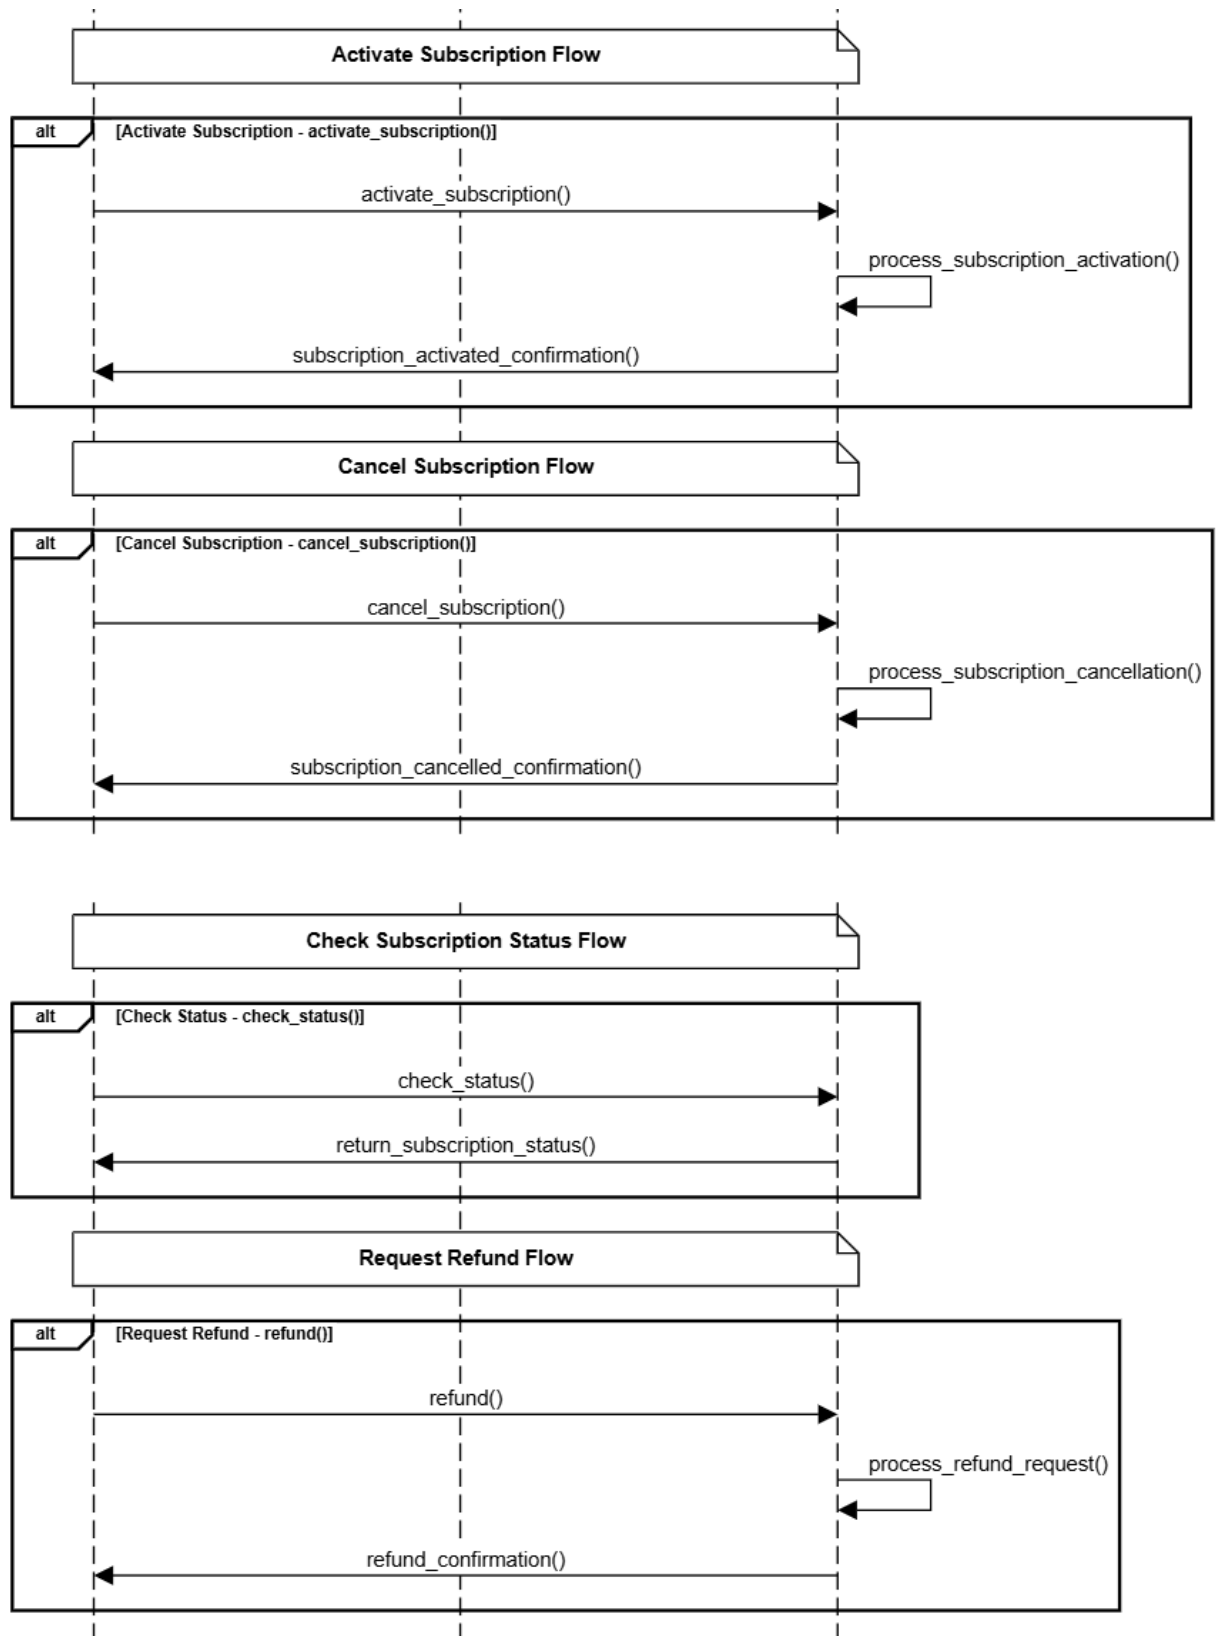 Activate Subscription Flow
alt [Activate Subscription - activate_subscription()]
activate_subscription()
process_subscription_activation()
subscription_activated_confirmation()
Cancel Subscription Flow
alt [Cancel Subscription - cancel_subscription()]
cancel_subscription()
process_subscription_cancellation()
subscription_cancelled_confirmation()
Check Subscription Status Flow
alt [Check Status - check_status()]
check_status()
return_subscription_status()
Request Refund Flow
alt [Request Refund - refund()]
refund()
process_refund_request()
refund_confirmation()